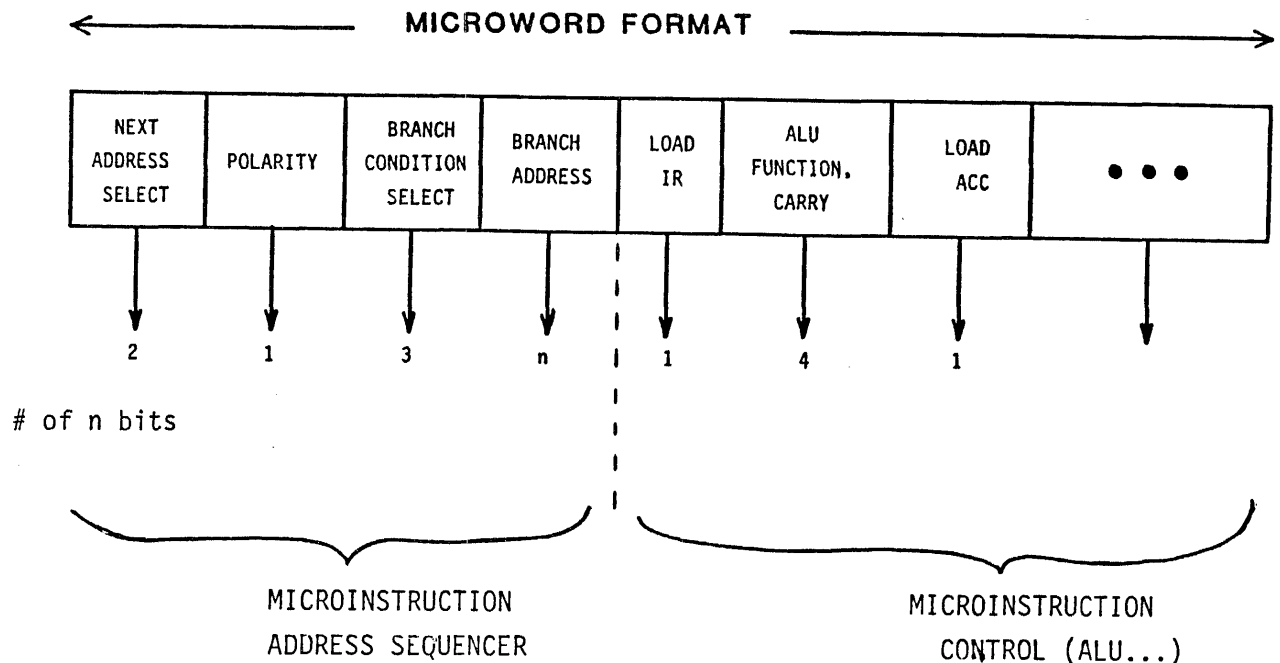 MICROWORD FORMAT
NEXT
ADDRESS
SELECT
POLARITY
BRANCH
CONDITION
SELECT
BRANCH
ADDRESS
LOAD
IR
ALU
FUNCTION.
CARRY
LOAD
ACC
2
1
3
n
1
4
1
# of n bits
MICROINSTRUCTION
ADDRESS SEQUENCER
MICROINSTRUCTION
CONTROL (ALU...)